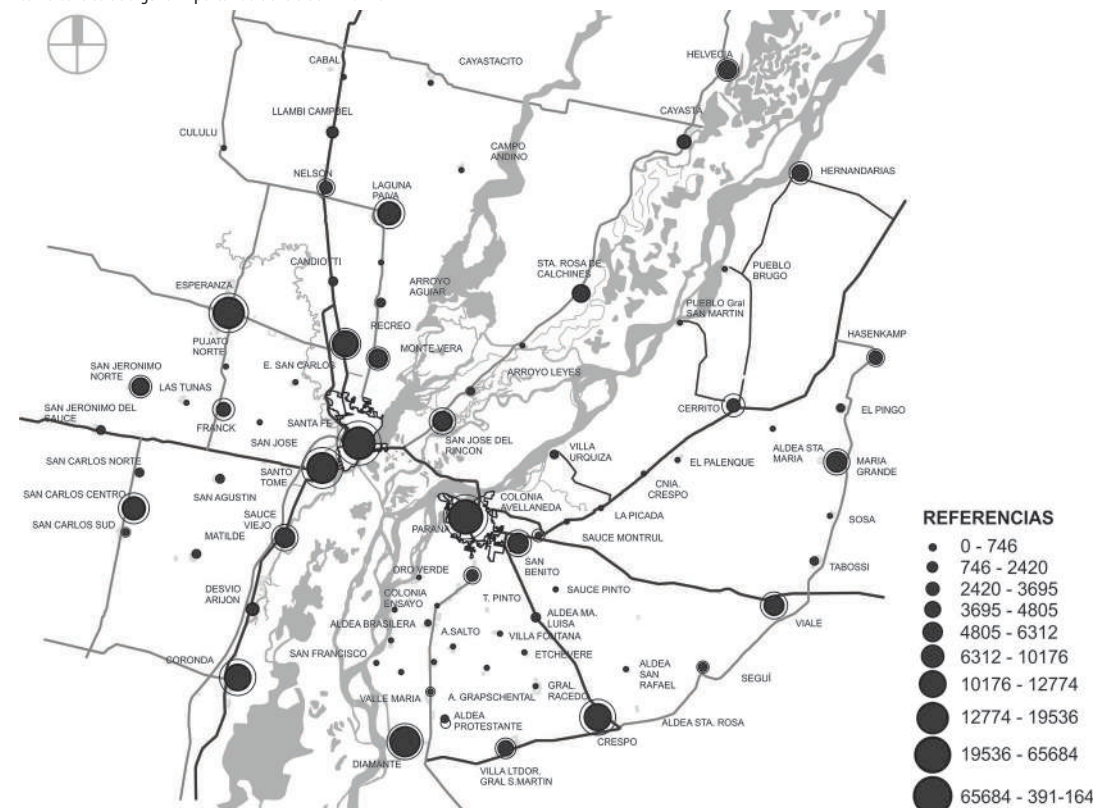 HELVECIA
CABAL
CAYASTACITO
CAYASTA
LLAMBI CAMPBEL
CULULU
CAMPO
ANDINO
HERNANDARIAS
NELSON
LAGUNA
PAIVA
CANDIOTTI
STA. ROSA DE
CALCHINES
PUEBLO
BRUGO
ESPERANZA
ARROYO
AGUIAR
PUEBLO Gral
SAN MARTIN
RECREO
HASENKAMP
PUJATO
NORTE
MONTE VERA
E. SAN CARLOS
SAN JERONIMO
NORTE
ARROYO LEYES
LAS TUNAS
SAN JERONIMO DEL
SAUCE
CERRITO
EL PINGO
FRANCK
SANTA FE
SAN JOSE
SAN JOSE DEL
RINCON
VILLA
URQUIZA
ALDEA STA.
MARIA
MARIA
GRANDE
SAN CARLOS NORTE
SANTO
TOME
EL PALENQUE
CNIA.
CRESPO
SAN AGUSTIN
SAN CARLOS CENTRO
COLONIA
AVELLANEDA
LA PICADA
SOSA
SAUCE
VIEJO
PARANA
SAN CARLOS SUD
MATILDE
SAUCE MONTRUL
SAN
BENITO
TABOSSI
ORO VERDE
DESVIO
ARIJON
COLONIA
ENSAYO
T. PINTO
SAUCE PINTO
ALDEA MA.
LUISA
VIALE
ALDEA BRASILERA
A.SALTO
VILLA FONTANA
SAN FRANCISCO
ETCHEVERE
CORONDA
ALDEA
SAN
RAFAEL
SEGUÍ
VALLE MARIA
A. GRAPSCHENTAL
GRAL.
RACEDO
ALDEA
PROTESTANTE
ALDEA STA. ROSA
CRESPO
DIAMANTE
VILLA LTDOR.
GRAL S.MARTIN
REFERENCIAS
0 - 746
746 - 2420
2420 - 3695
3695 - 4805
4805 - 6312
6312 - 10176
10176 - 12774
12774 - 19536
19536 - 65684
65684 - 391-164